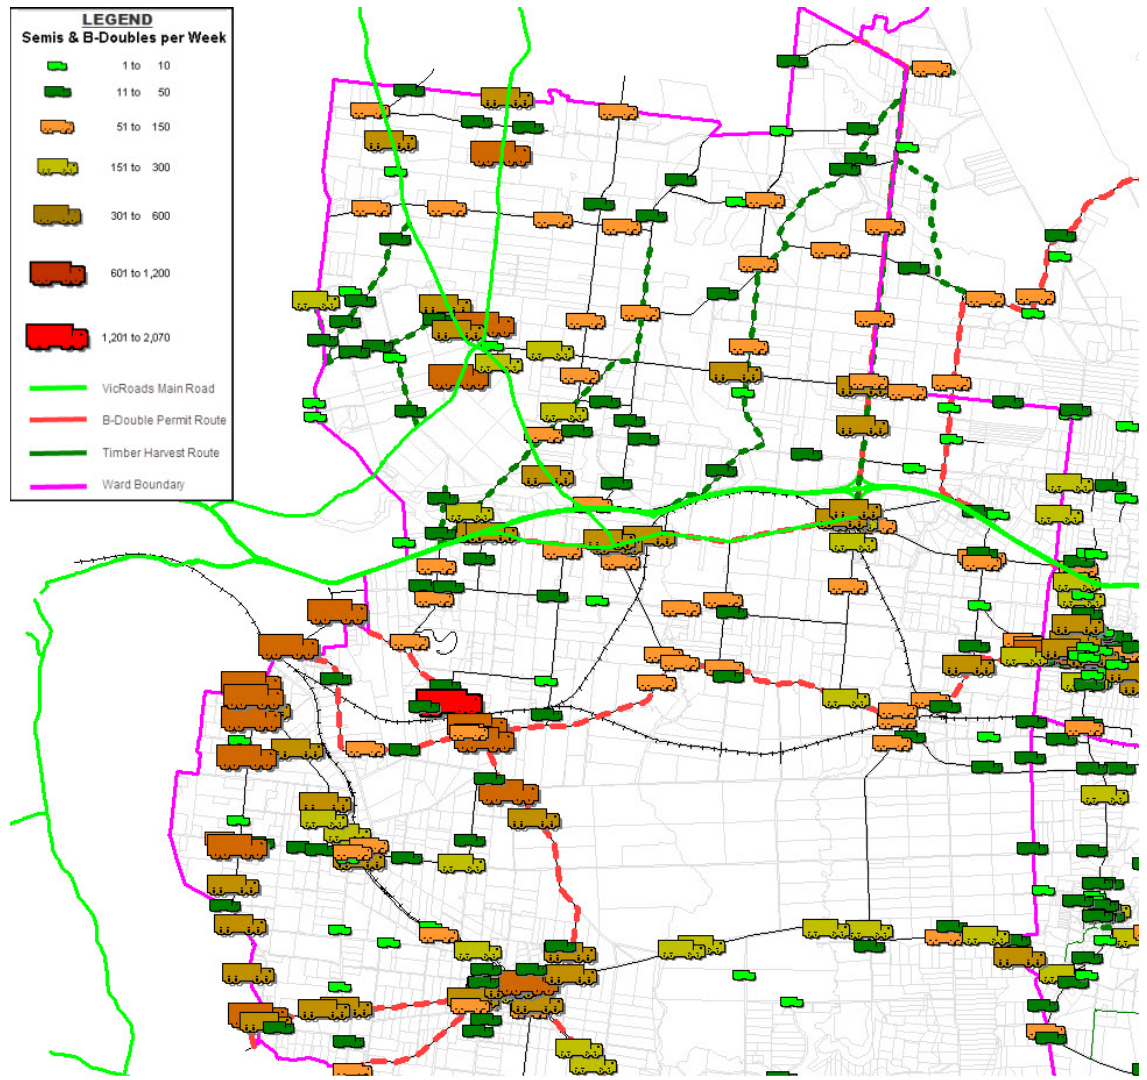 LEGEND
Semis & B-Doubles per Week
1 to 10
11 to 50
51 to 150
151 to 300
301 to 600
601 to 1,200
1,201 to 2,070
VicRoads Main Road
B-Double Permit Route
Timber Harvest Route
Ward Boundary